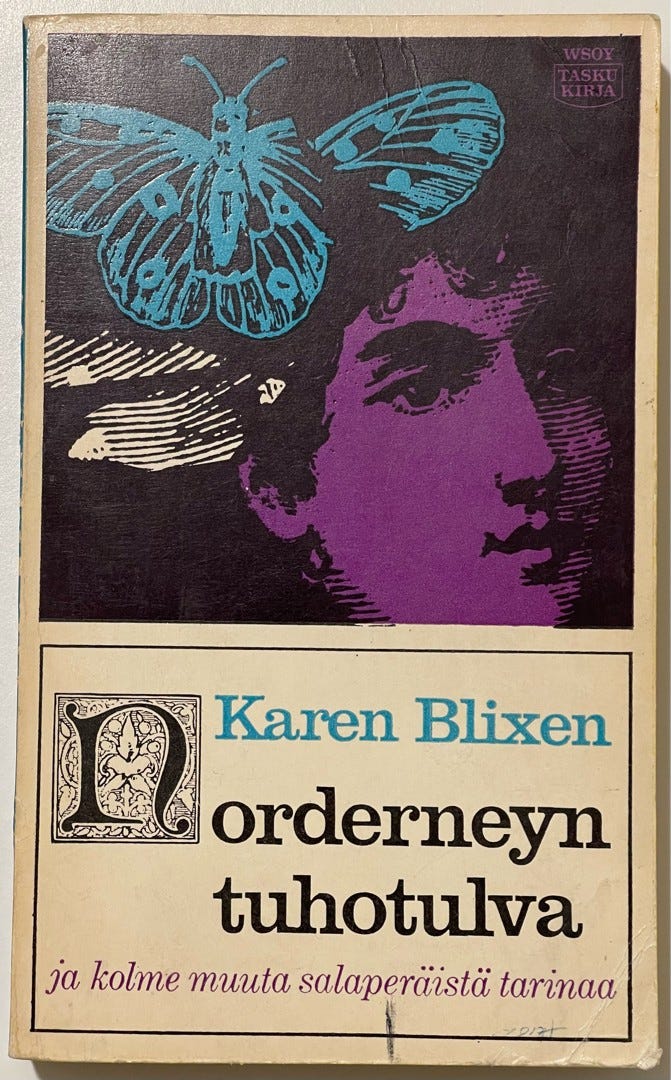 WSOY
TASKU
KIRJA
Karen Blixen
Norderneyn
tuhotulva
ja kolme muuta salaperäistä tarinaa